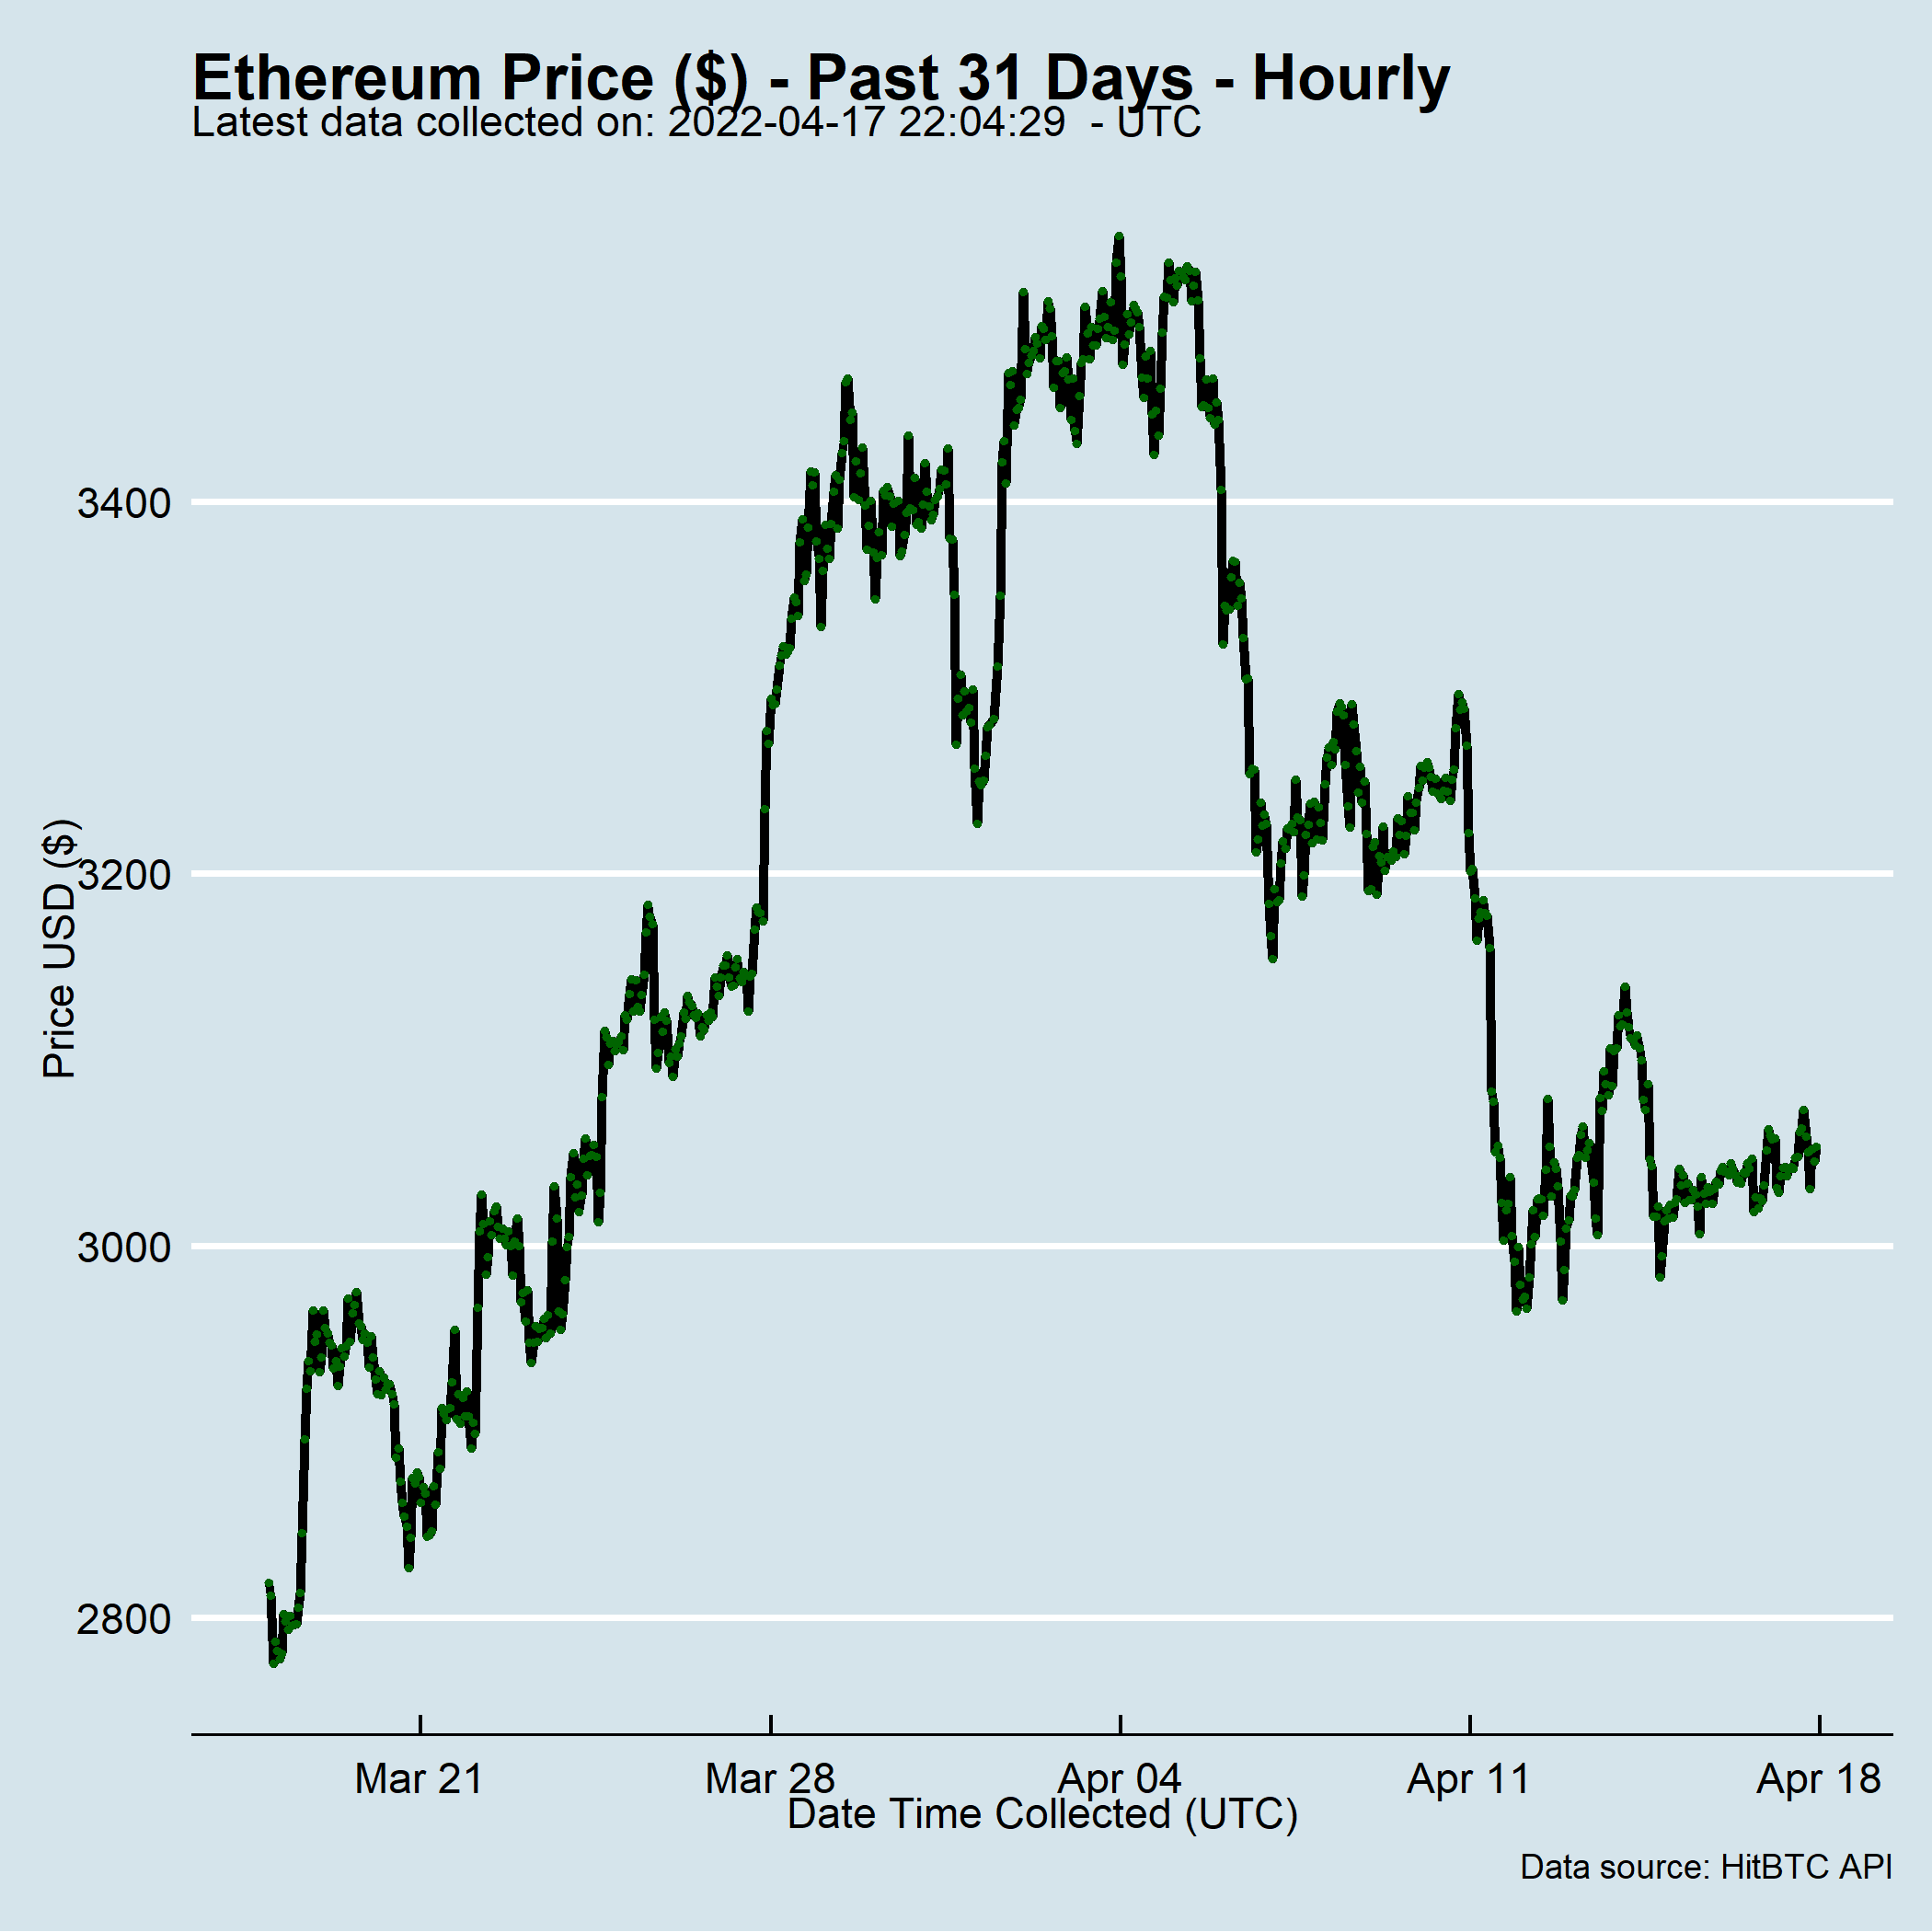 Ethereum Price ($) - Past 31 Days - Hourly
Latest data collected on: 2022-04-17 22:04:29  - UTC
3400
3200
3000
2800
Price USD ($)
Mar 21
Mar 28
Apr 04
Apr 11
Apr 18
Date Time Collected (UTC)
Data source: HitBTC API